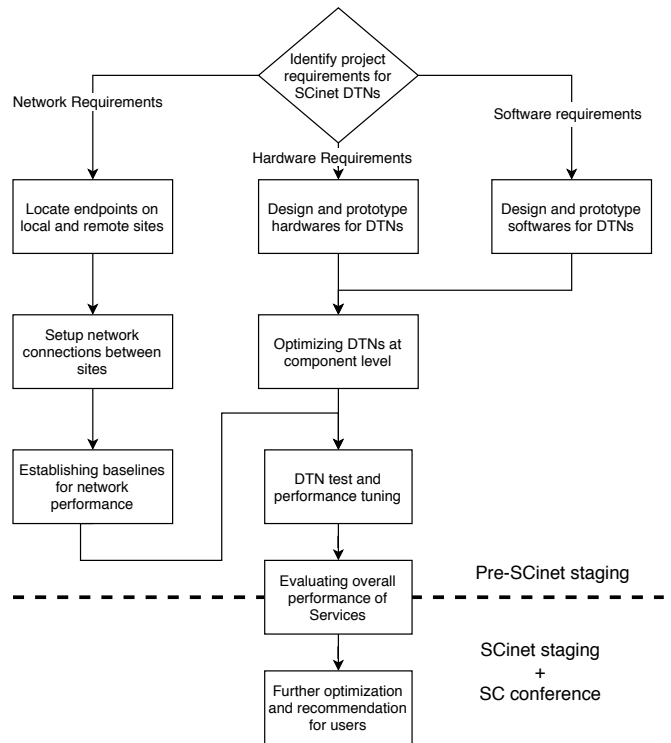 Identify project
requirements for
SCinet DTNs
Network Requirements
Software requirements
Hardware Requirements
Locate endpoints on
local and remote sites
Design and prototype
hardwares for DTNs
Design and prototype
softwares for DTNs
Setup network
connections between
sites
Optimizing DTNs at
component level
Establishing baselines
for network
performance
DTN test and
performance tuning
Evaluating overall
performance of
Services
Pre-SCinet staging
SCinet staging
+
SC conference
Further optimization
and recommendation
for users